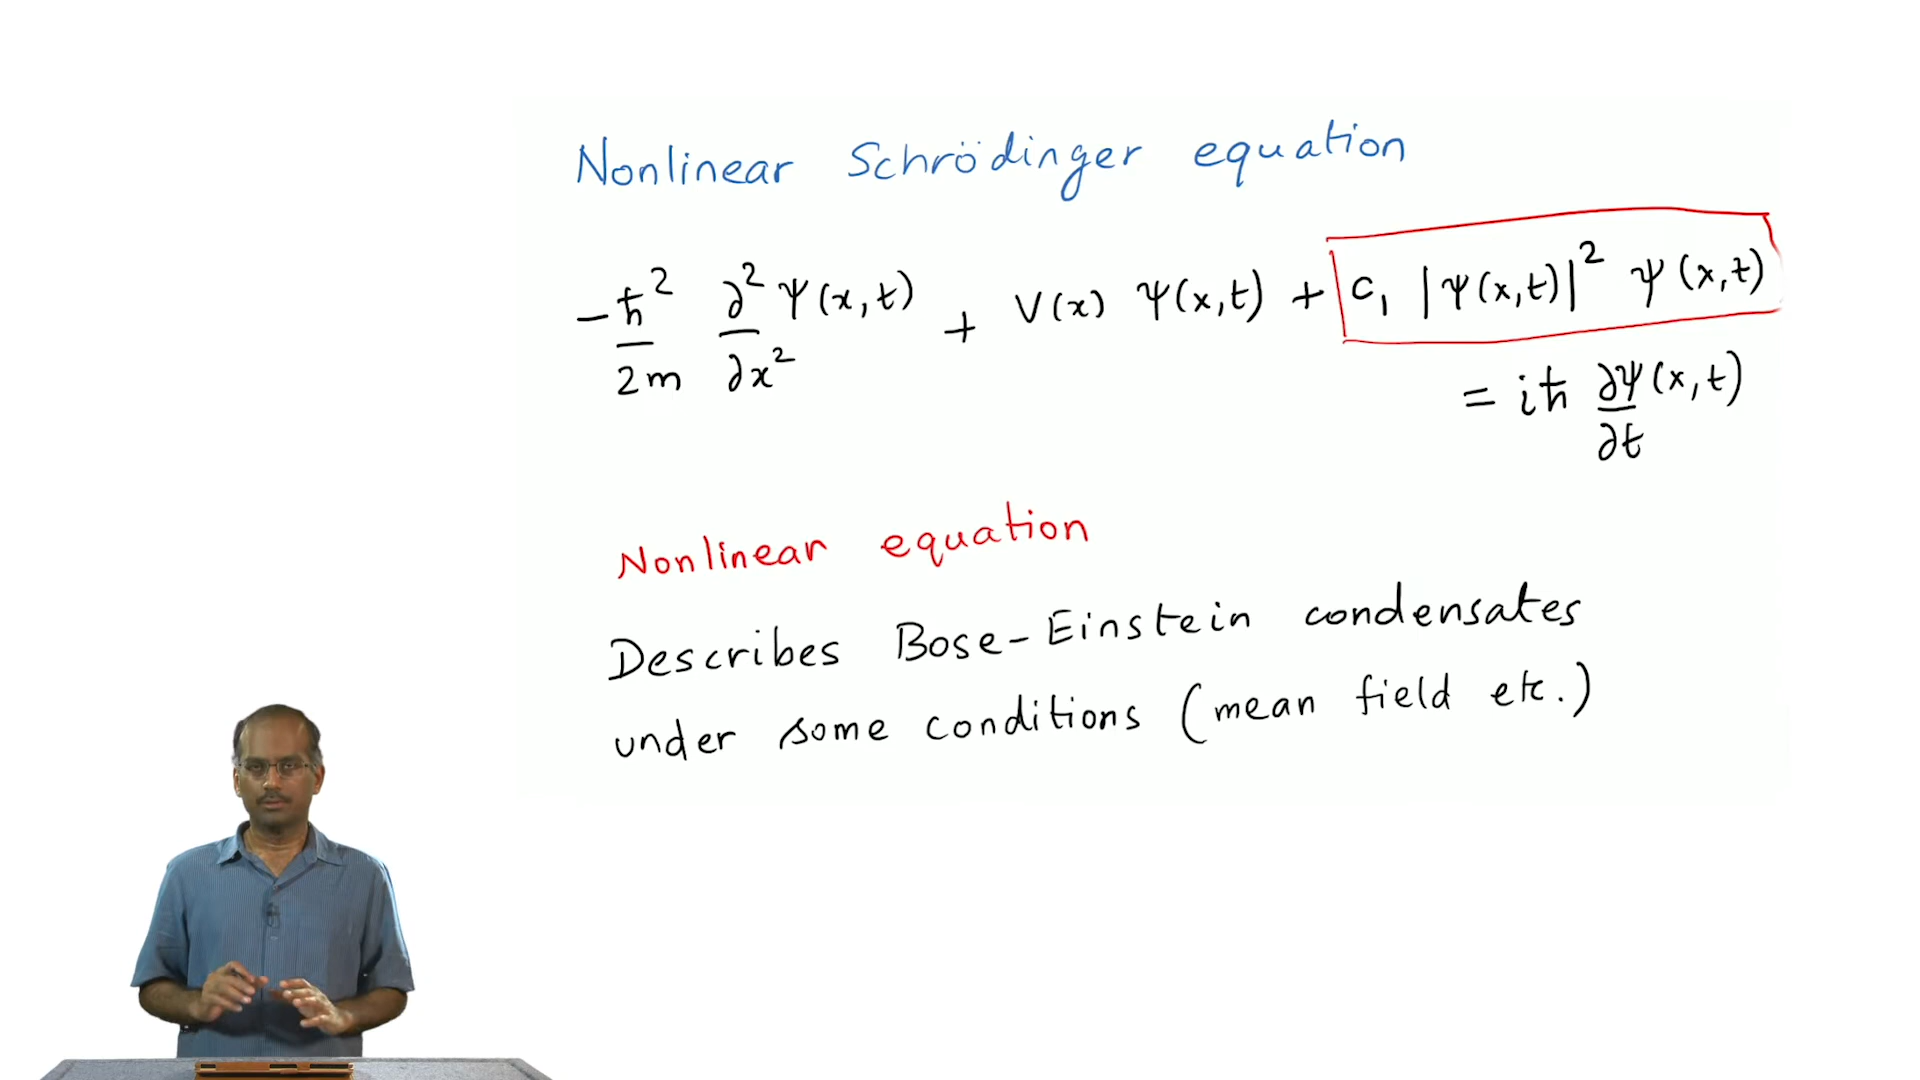 Nonlinear Schrödinger equation
-ħ²/2m ∂²Ψ(x,t)/∂x² + V(x) Ψ(x,t) + c₁ |Ψ(x,t)|² Ψ(x,t)
= iħ ∂Ψ(x,t)/∂t
Nonlinear equation
Describes Bose-Einstein condensates
under some conditions (mean field etc.)